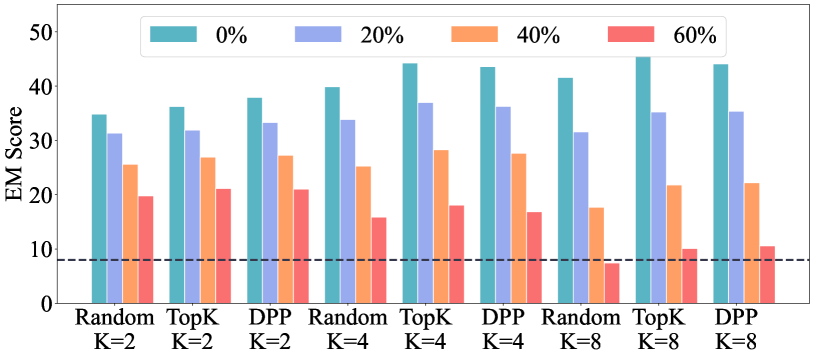 0% 20% 40% 60%
EM Score
50
40
30
20
10
0
Random TopK DPP Random TopK DPP Random TopK DPP
K=2 K=2 K=2 K=4 K=4 K=4 K=8 K=8 K=8